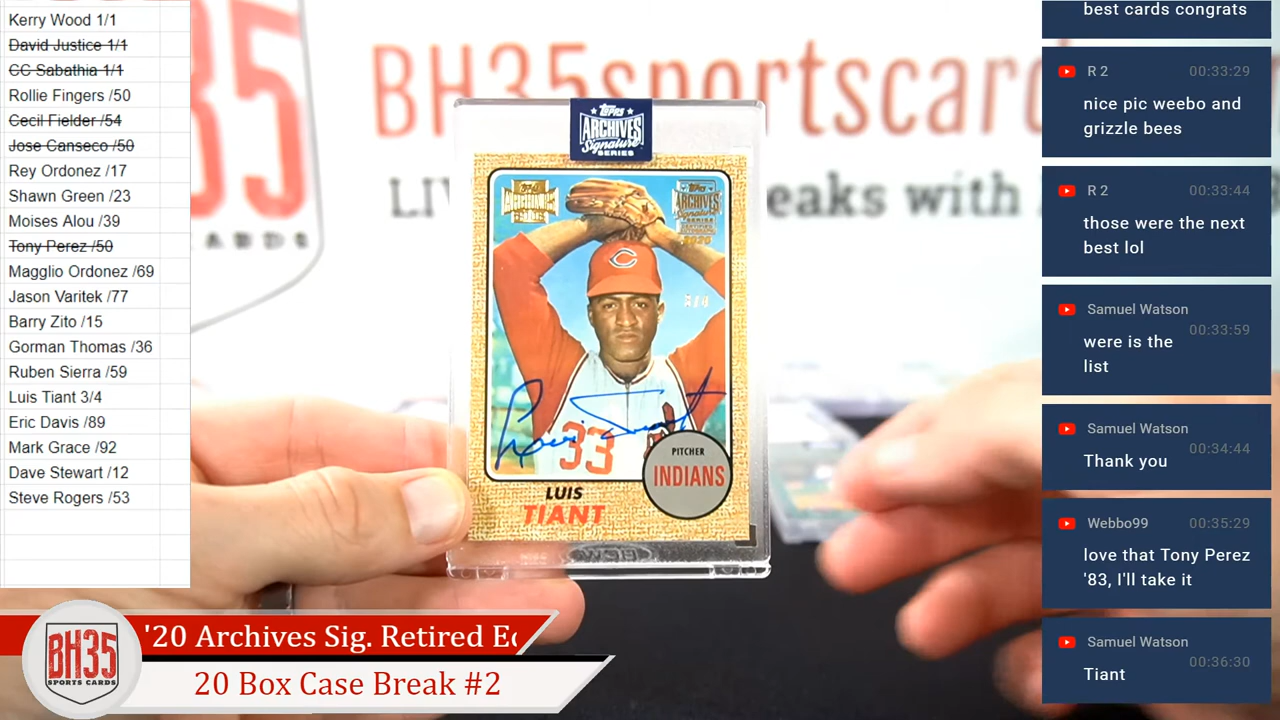 Kerry Wood 1/1
David Justice 1/1
CC Sabathia 1/1
Rollie Fingers /50
Cecil Fielder /54
Jose Canseco /50
Rey Ordonez /17
Shawn Green /23
Moises Alou /39
Tony Perez /50
Magglio Ordonez /69
Jason Varitek /77
Barry Zito /15
Gorman Thomas /36
Ruben Sierra /59
Luis Tiant 3/4
Eric Davis /89
Mark Grace /92
Dave Stewart /12
Steve Rogers /53
BH35sportscard
eaks with
ARDS
TOPPS
ARCHIVES
Signature
SERIES
C
Luis Tiant
33
PITCHER
INDIANS
LUIS
TIANT
best cards congrats
R 2 00:33:29
nice pic weebo and
grizzle bees
R 2 00:33:44
those were the next
best lol
Samuel Watson 00:33:59
were is the
list
Samuel Watson 00:34:44
Thank you
Webbo99 00:35:29
love that Tony Perez
'83, I'll take it
Samuel Watson 00:36:30
Tiant
BH35
SPORTS CARDS
'20 Archives Sig. Retired Ed
20 Box Case Break #2